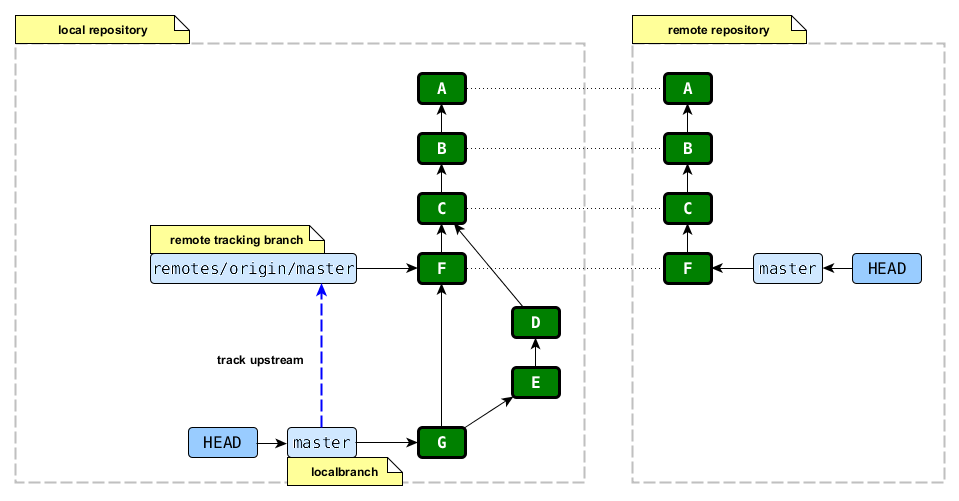 local repository
remote repository
A
A
B
B
C
C
remote tracking branch
remotes/origin/master
F
F
master
HEAD
D
track upstream
E
HEAD
master
G
localbranch